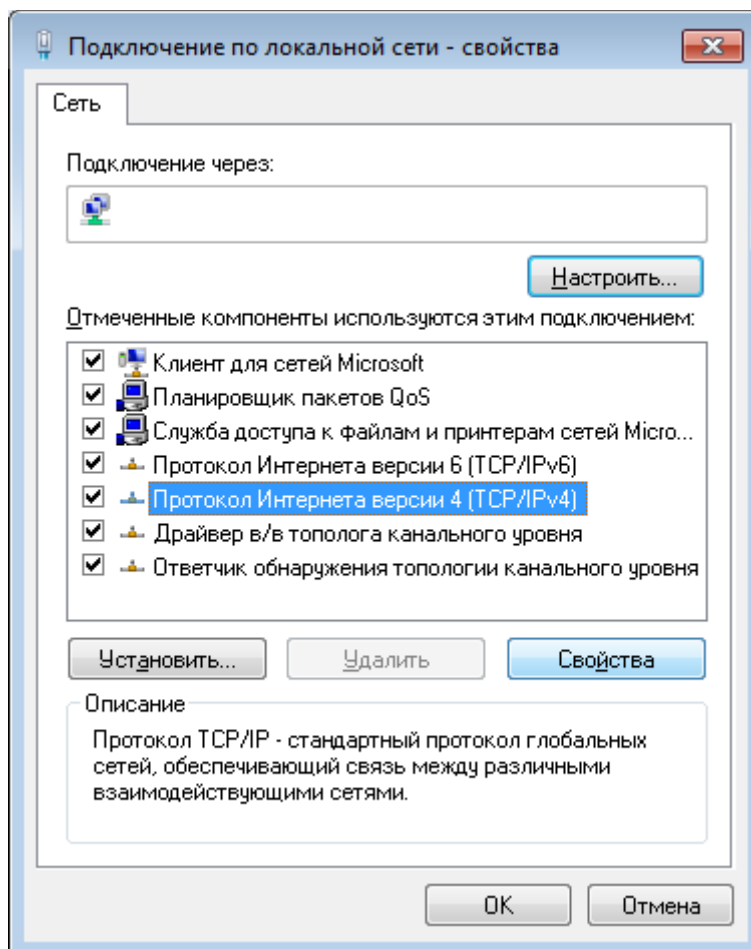 Подключение по локальной сети - свойства
Сеть
Подключение через:
Настроить...
Отмеченные компоненты используются этим подключением:
Клиент для сетей Microsoft
Планировщик пакетов QoS
Служба доступа к файлам и принтерам сетей Micro...
Протокол Интернета версии 6 (TCP/IPv6)
Протокол Интернета версии 4 (TCP/IPv4)
Драйвер в/в тополога канального уровня
Ответчик обнаружения топологии канального уровня
Установить... Удалить Свойства
Описание
Протокол TCP/IP - стандартный протокол глобальных
сетей, обеспечивающий связь между различными
взаимодействующими сетями.
OK Отмена